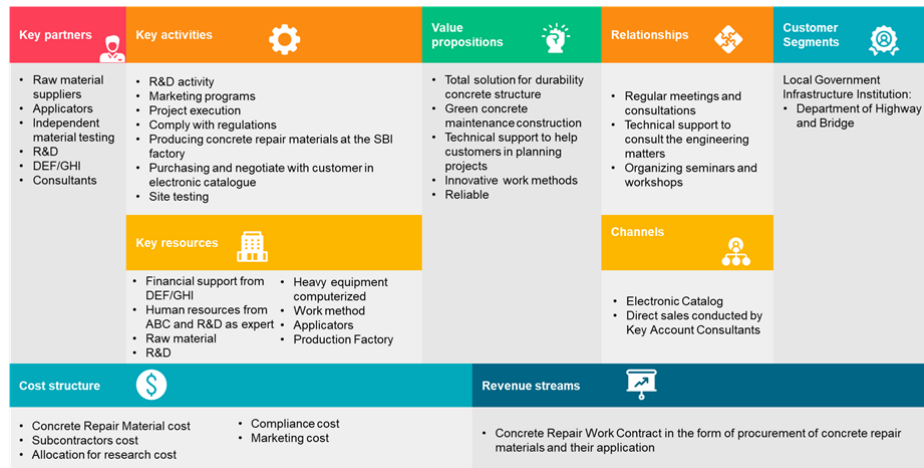 Key partners
• Raw material
suppliers
• Applicators
• Independent
material testing
• R&D
• DEF/GHI
• Consultants
Key activities
• R&D activity
• Marketing programs
• Project execution
• Comply with regulations
• Producing concrete repair materials at the SBI
factory
• Purchasing and negotiate with customer in
electronic catalogue
• Site testing
Key resources
• Financial support from
DEF/GHI
• Human resources from
ABC and R&D as expert
• Raw material
• R&D
• Heavy equipment
computerized
• Work method
• Applicators
• Production Factory
Value
propositions
• Total solution for durability
concrete structure
• Green concrete
maintenance construction
• Technical support to help
customers in planning
projects
• Innovative work methods
• Reliable
Relationships
• Regular meetings and
consultations
• Technical support to
consult the engineering
matters
• Organizing seminars and
workshops
Channels
• Electronic Catalog
• Direct sales conducted by
Key Account Consultants
Customer
Segments
Local Government
Infrastructure Institution:
• Department of Highway
and Bridge
Cost structure
$
• Concrete Repair Material cost
• Subcontractors cost
• Allocation for research cost
• Compliance cost
• Marketing cost
Revenue streams
• Concrete Repair Work Contract in the form of procurement of concrete repair
materials and their application